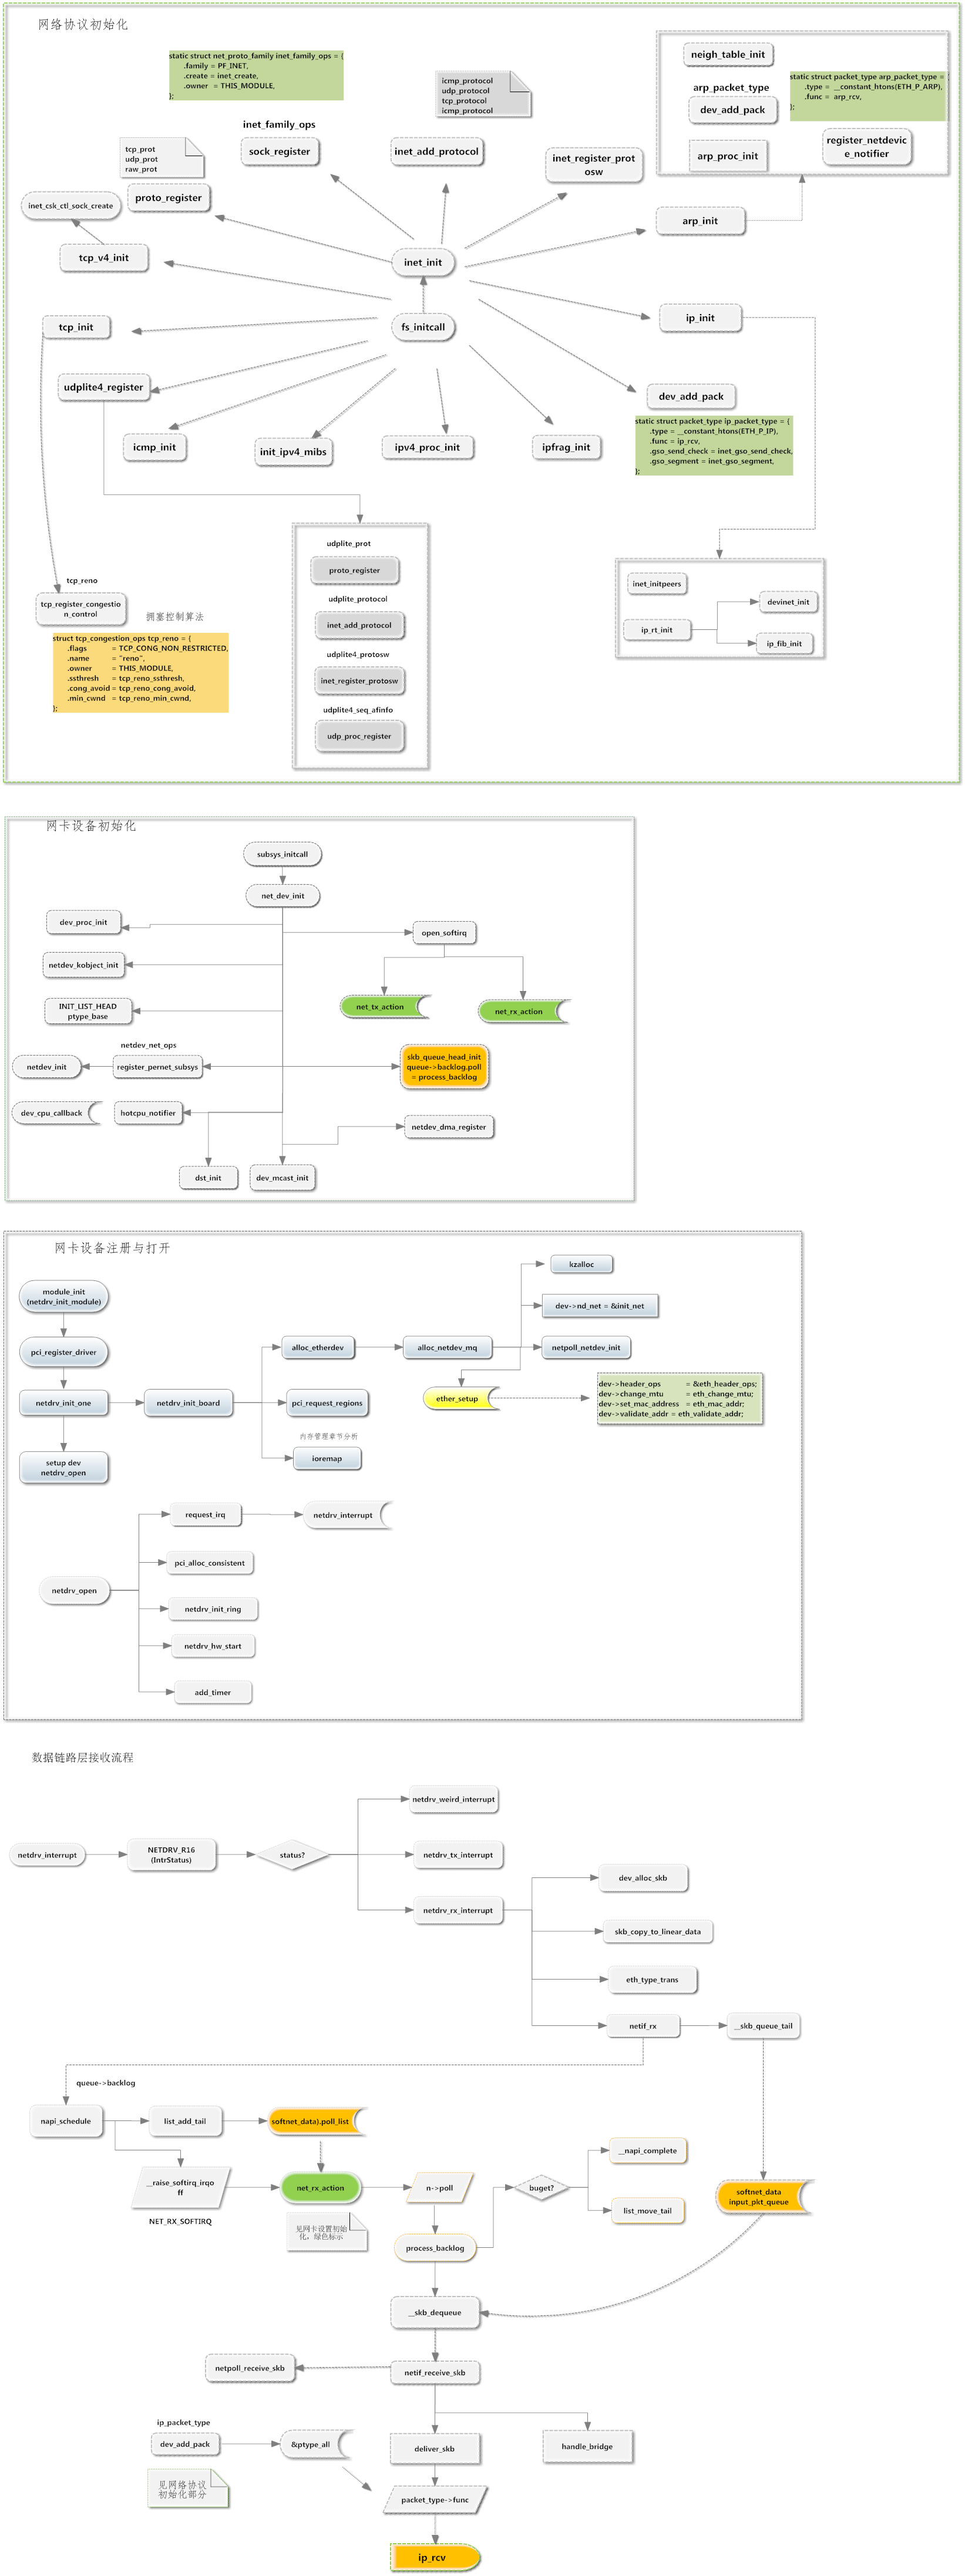 网络协议初始化
static struct net_proto_family inet_family_ops = {
.family = PF_INET,
.create = inet_create,
.owner = THIS_MODULE,
};
icmp_protocol
udp_protocol
tcp_protocol
icmp_protocol
neigh_table_init
arp_packet_type
dev_add_pack
static struct packet_type arp_packet_type = {
.type = __constant_htons(ETH_P_ARP),
.func = arp_rcv,
};
arp_proc_init
register_netdevic
e_notifier
inet_family_ops
sock_register
inet_add_protocol
inet_register_prot
osw
tcp_prot
udp_prot
raw_prot
proto_register
inet_csk_ctl_sock_create
arp_init
tcp_v4_init
inet_init
ip_init
tcp_init
fs_initcall
udplite4_register
dev_add_pack
static struct packet_type ip_packet_type = {
.type = __constant_htons(ETH_P_IP),
.func = ip_rcv,
.gso_send_check = inet_gso_send_check,
.gso_segment = inet_gso_segment,
};
icmp_init
init_ipv4_mibs
ipv4_proc_init
ipfrag_init
udplite_prot
proto_register
udplite_protocol
inet_add_protocol
udplite4_protosw
inet_register_protosw
udplite4_seq_afinfo
udp_proc_register
inet_initpeers
devinet_init
ip_rt_init
ip_fib_init
tcp_reno
tcp_register_congestio
n_control
拥塞控制算法
struct tcp_congestion_ops tcp_reno = {
.flags = TCP_CONG_NON_RESTRICTED,
.name = "reno",
.owner = THIS_MODULE,
.ssthresh = tcp_reno_ssthresh,
.cong_avoid = tcp_reno_cong_avoid,
.min_cwnd = tcp_reno_min_cwnd,
};
网卡设备初始化
subsys_initcall
net_dev_init
dev_proc_init
open_softirq
netdev_kobject_init
INIT_LIST_HEAD
ptype_base
net_tx_action
net_rx_action
netdev_net_ops
netdev_init
register_pernet_subsys
skb_queue_head_init
queue->backlog.poll
= process_backlog
dev_cpu_callback
hotcpu_notifier
netdev_dma_register
dst_init
dev_mcast_init
网卡设备注册与打开
module_init
(netdrv_init_module)
kzalloc
dev->nd_net = &init_net
pci_register_driver
alloc_etherdev
alloc_netdev_mq
netpoll_netdev_init
netdrv_init_one
netdrv_init_board
pci_request_regions
ether_setup
dev->header_ops = &eth_header_ops;
dev->change_mtu = eth_change_mtu;
dev->set_mac_address = eth_mac_addr;
dev->validate_addr = eth_validate_addr;
内存管理章节分析
ioremap
setup dev
netdrv_open
request_irq
netdrv_interrupt
pci_alloc_consistent
netdrv_open
netdrv_init_ring
netdrv_hw_start
add_timer
数据链路层接收流程
netdrv_weird_interrupt
netdrv_interrupt
NETDRV_R16
(IntrStatus)
status?
netdrv_tx_interrupt
netdrv_rx_interrupt
dev_alloc_skb
skb_copy_to_linear_data
eth_type_trans
netif_rx
__skb_queue_tail
queue->backlog
napi_schedule
list_add_tail
softnet_data).poll_list
__raise_softirq_irqo
ff
NET_RX_SOFTIRQ
net_rx_action
n->poll
buget?
__napi_complete
list_move_tail
softnet_data
input_pkt_queue
见网卡设置初始
化，绿色标示
process_backlog
__skb_dequeue
netpoll_receive_skb
netif_receive_skb
ip_packet_type
dev_add_pack
&ptype_all
deliver_skb
handle_bridge
见网络协议
初始化部分
packet_type->func
ip_rcv